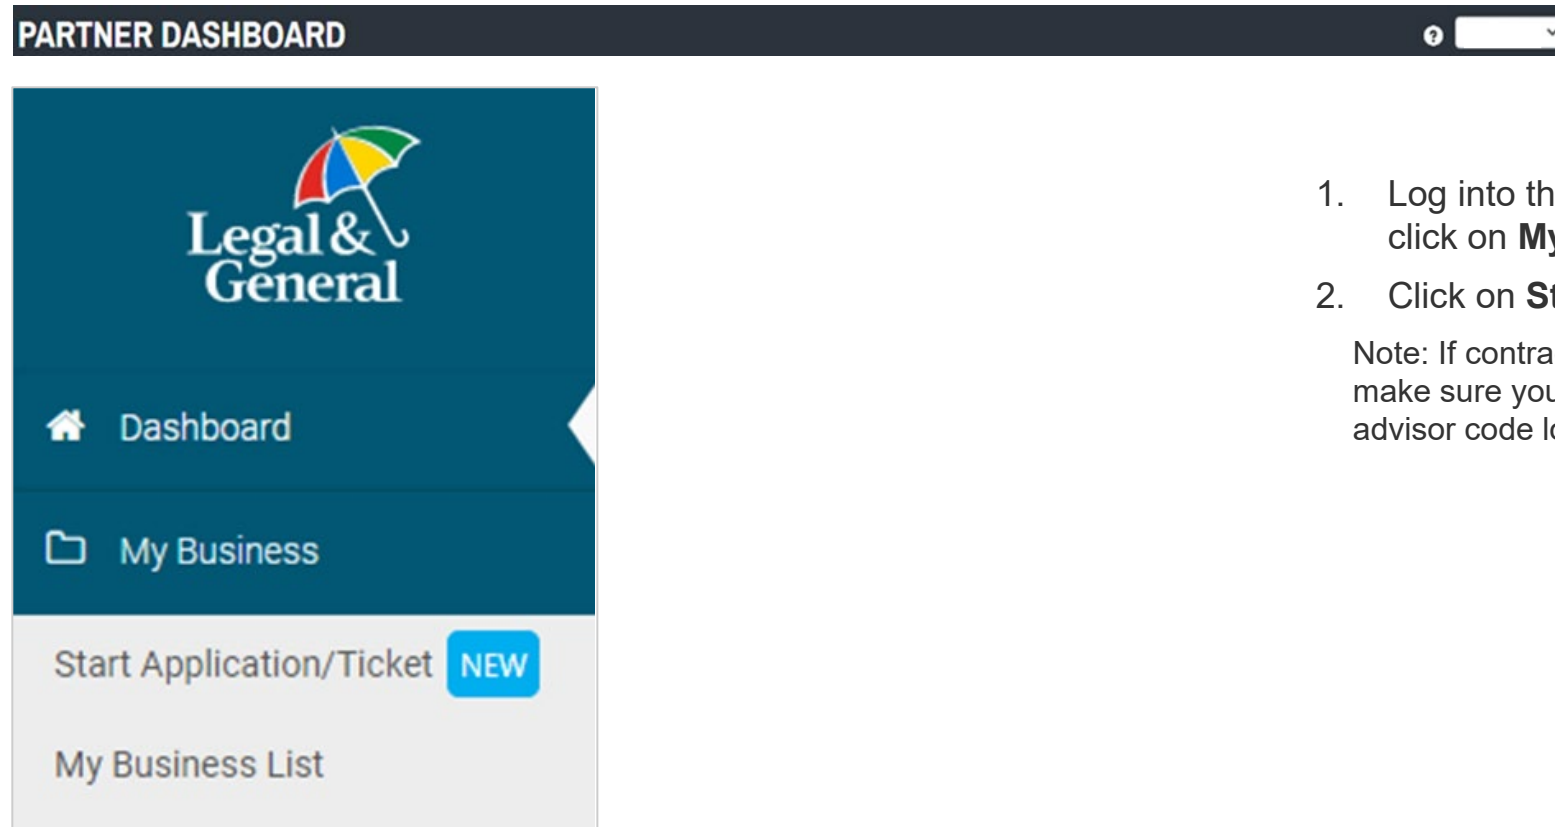 PARTNER DASHBOARD
Legal &
General
Dashboard
My Business
Start Application/Ticket NEW
My Business List
1. Log into th
click on My
2. Click on St
Note: If contra
make sure you
advisor code lo